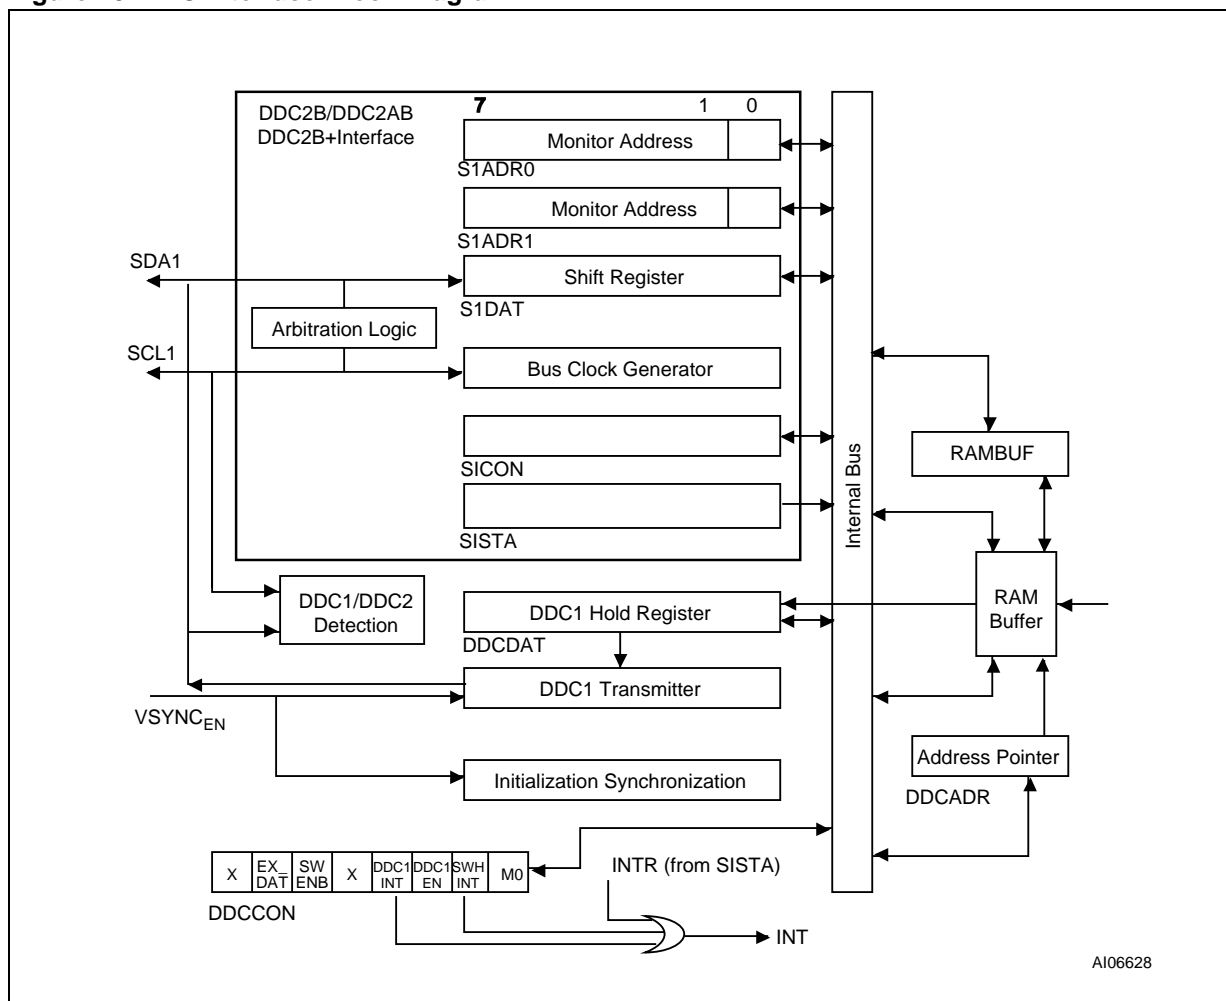 DDC2B/DDC2AB
DDC2B+Interface
7 1 0
Monitor Address
S1ADR0
Monitor Address
S1ADR1
SDA1
Shift Register
S1DAT
Arbitration Logic
SCL1
Bus Clock Generator
SICON
SISTA
Internal Bus
RAMBUF
RAM
Buffer
DDC1/DDC2
Detection
DDC1 Hold Register
DDCDAT
DDC1 Transmitter
VSYNCEN
Initialization Synchronization
Address Pointer
DDCADR
X
EX_
DAT
SW
ENB
X
DDC1
INT
DDC1
EN
SWH
INT
M0
DDCCON
INTR (from SISTA)
INT
AI06628